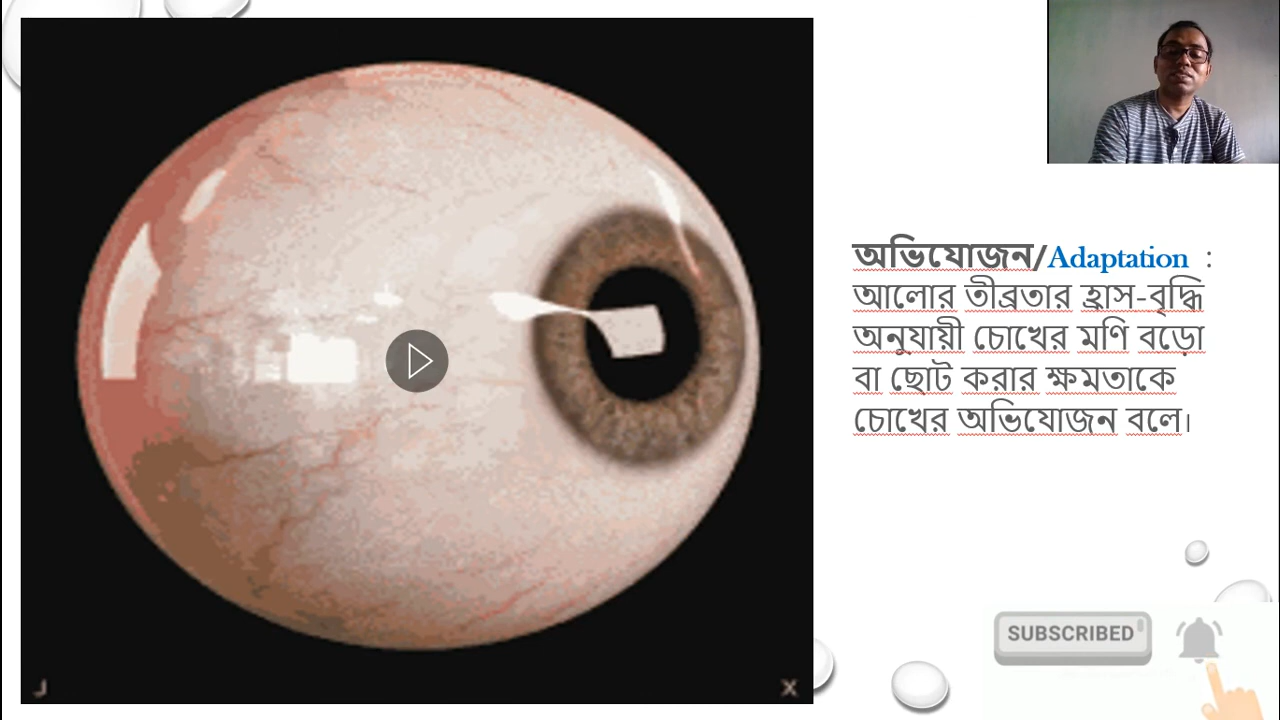 অভিযোজন/Adaptation :
আলোর তীব্রতার হ্রাস-বৃদ্ধি
অনুযায়ী চোখের মণি বড়ো
বা ছোট করার ক্ষমতাকে
চোখের অভিযোজন বলে।
SUBSCRIBED
J X